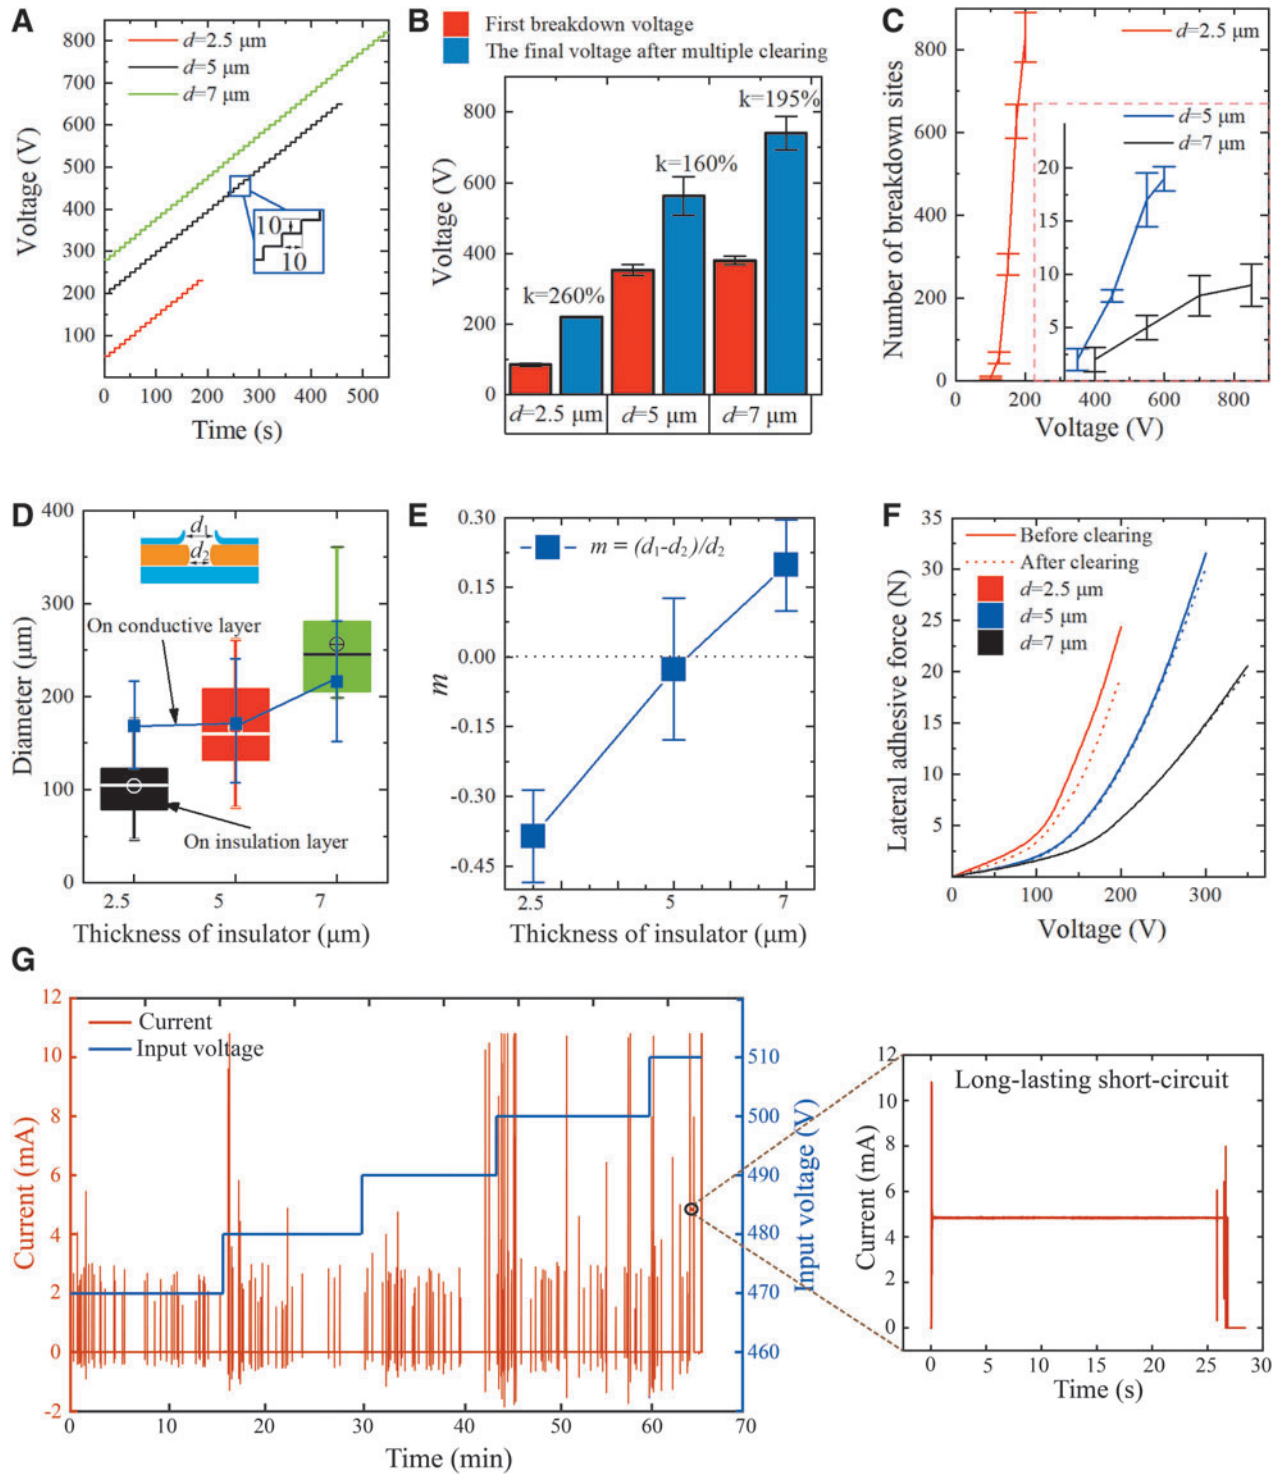 A
800
700
600
500
400
300
200
100
Voltage (V)
d=2.5 μm
d=5 μm
d=7 μm
10
10
0 100 200 300 400 500
Time (s)
B
First breakdown voltage
The final voltage after multiple clearing
800
600
400
200
0
Voltage (V)
k=260%
k=160%
k=195%
d=2.5 μm d=5 μm d=7 μm
C
800
600
400
200
0
Number of breakdown sites
d=2.5 μm
d=5 μm
d=7 μm
20
15
10
5
0 200 400 600 800
Voltage (V)
D
400
300
200
100
0
Diameter (μm)
d1
d2
On conductive layer
On insulation layer
2.5 5 7
Thickness of insulator (μm)
E
0.30
0.15
0.00
-0.15
-0.30
-0.45
m
m = (d1-d2)/d2
2.5 5 7
Thickness of insulator (μm)
F
35
30
25
20
15
10
5
Lateral adhesive force (N)
Before clearing
After clearing
d=2.5 μm
d=5 μm
d=7 μm
0 100 200 300
Voltage (V)
G
12
10
8
6
4
2
0
-2
Current (mA)
Current
Input voltage
510
500
490
480
470
460
Input voltage (V)
0 10 20 30 40 50 60 70
Time (min)
Long-lasting short-circuit
12
10
8
6
4
2
0
Current (mA)
0 5 10 15 20 25 30
Time (s)